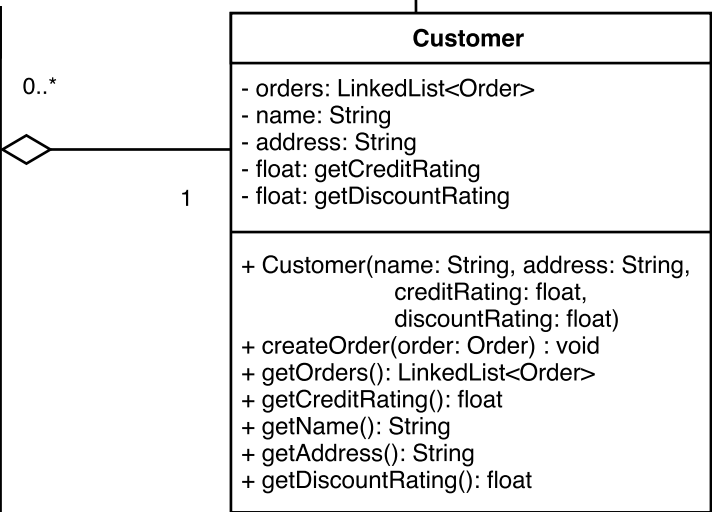 Customer
0..*
- orders: LinkedList<Order>
- name: String
- address: String
- float: getCreditRating
- float: getDiscountRating
1
+ Customer(name: String, address: String,
creditRating: float,
discountRating: float)
+ createOrder(order: Order) : void
+ getOrders(): LinkedList<Order>
+ getCreditRating(): float
+ getName(): String
+ getAddress(): String
+ getDiscountRating(): float